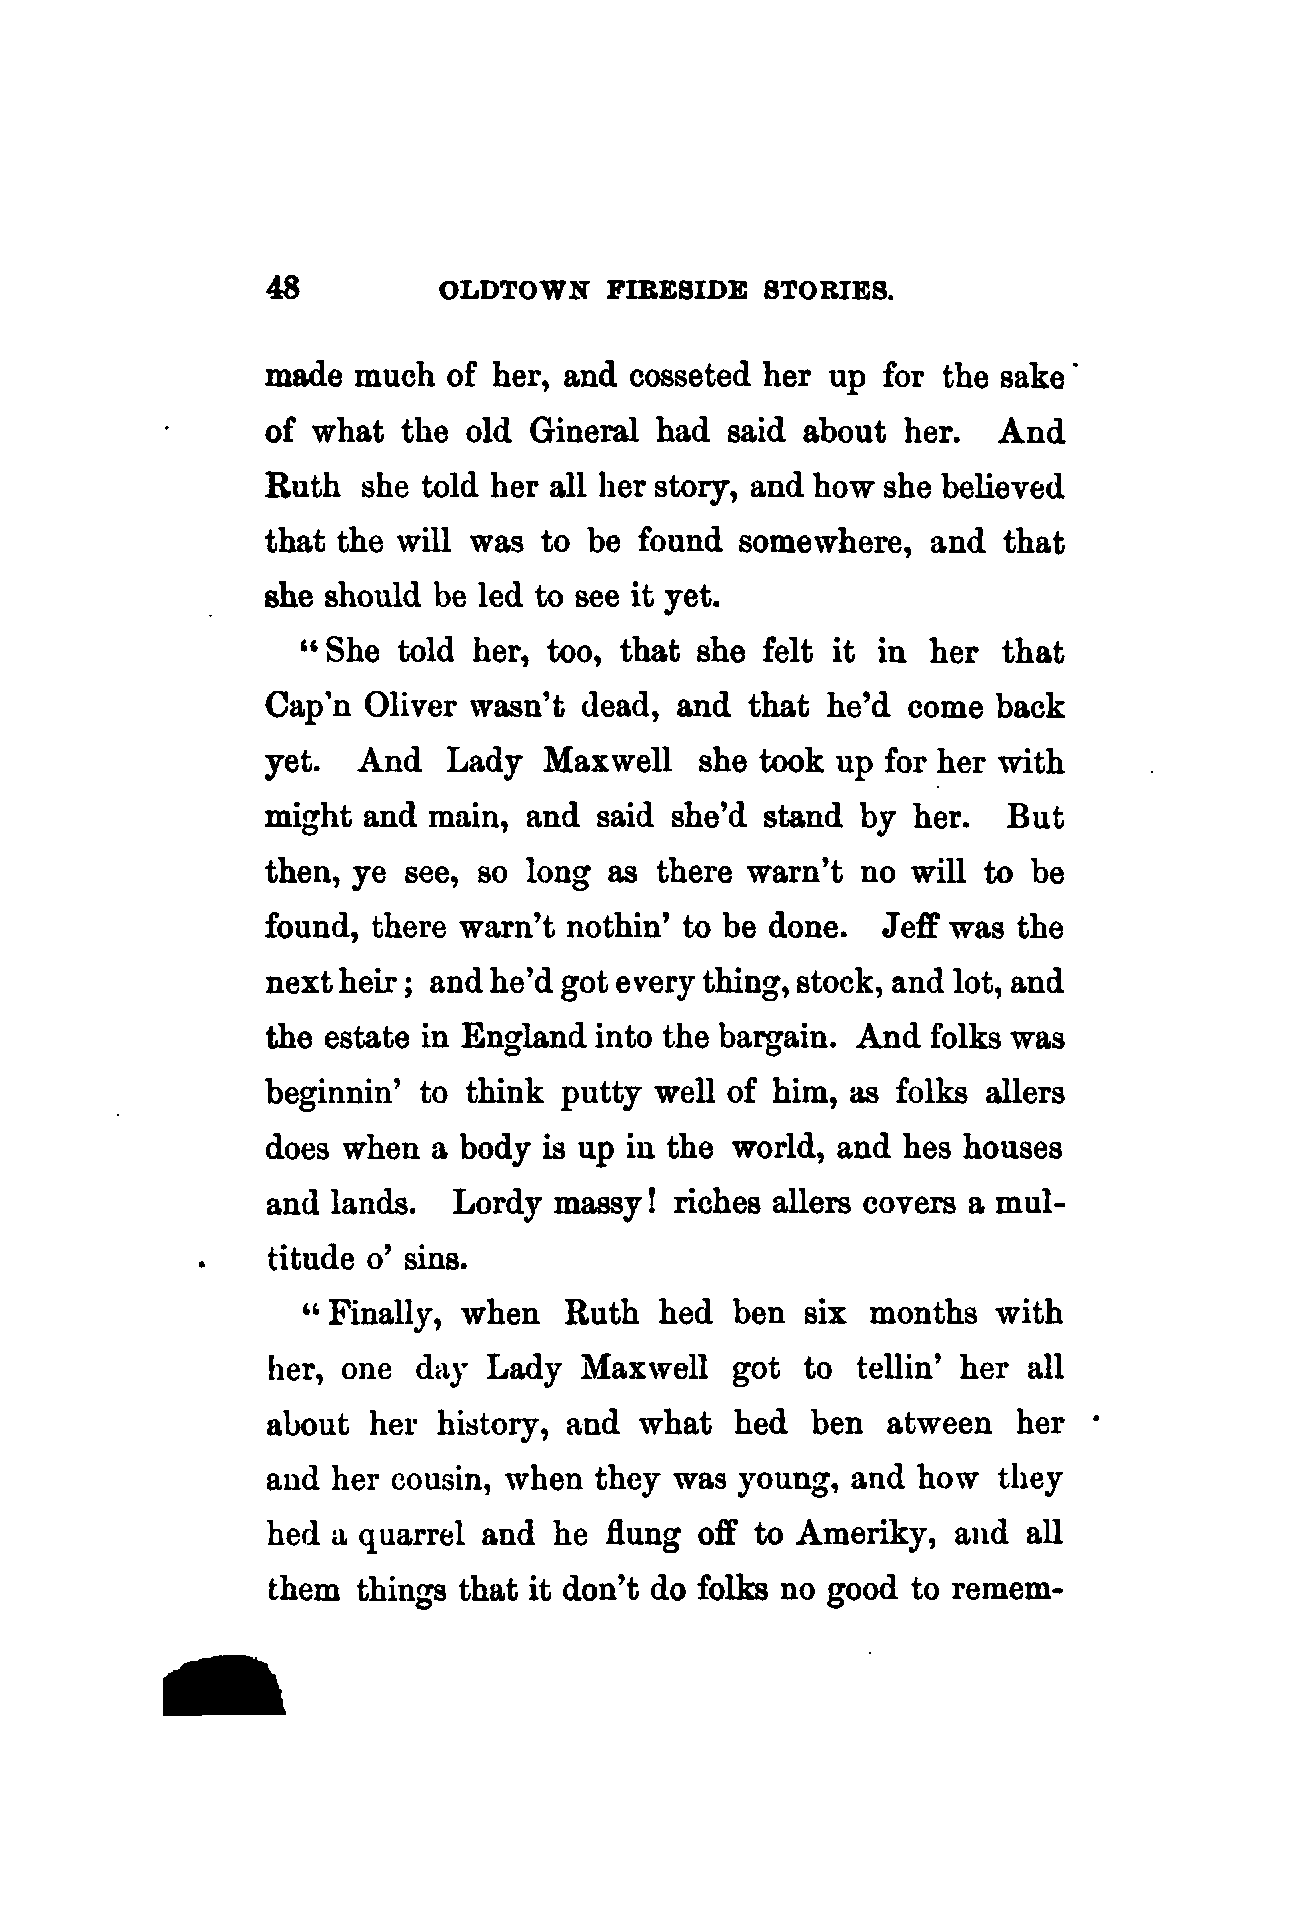 48 OLDTOWN FIRESIDE STORIES.
made much of her, and cosseted her up for the sake
of what the old Gineral had said about her. And
Ruth she told her all her story, and how she believed
that the will was to be found somewhere, and that
she should be led to see it yet.
“She told her, too, that she felt it in her that
Cap’n Oliver wasn’t dead, and that he’d come back
yet. And Lady Maxwell she took up for her with
might and main, and said she’d stand by her. But
then, ye see, so long as there warn’t no will to be
found, there warn’t nothin’ to be done. Jeff was the
next heir; and he’d got every thing, stock, and lot, and
the estate in England into the bargain. And folks was
beginnin’ to think putty well of him, as folks allers
does when a body is up in the world, and hes houses
and lands. Lordy massy! riches allers covers a mul-
titude o’ sins.
“Finally, when Ruth hed ben six months with
her, one day Lady Maxwell got to tellin’ her all
about her history, and what hed ben atween her
and her cousin, when they was young, and how they
hed a quarrel and he flung off to Ameriky, and all
them things that it don’t do folks no good to remem-